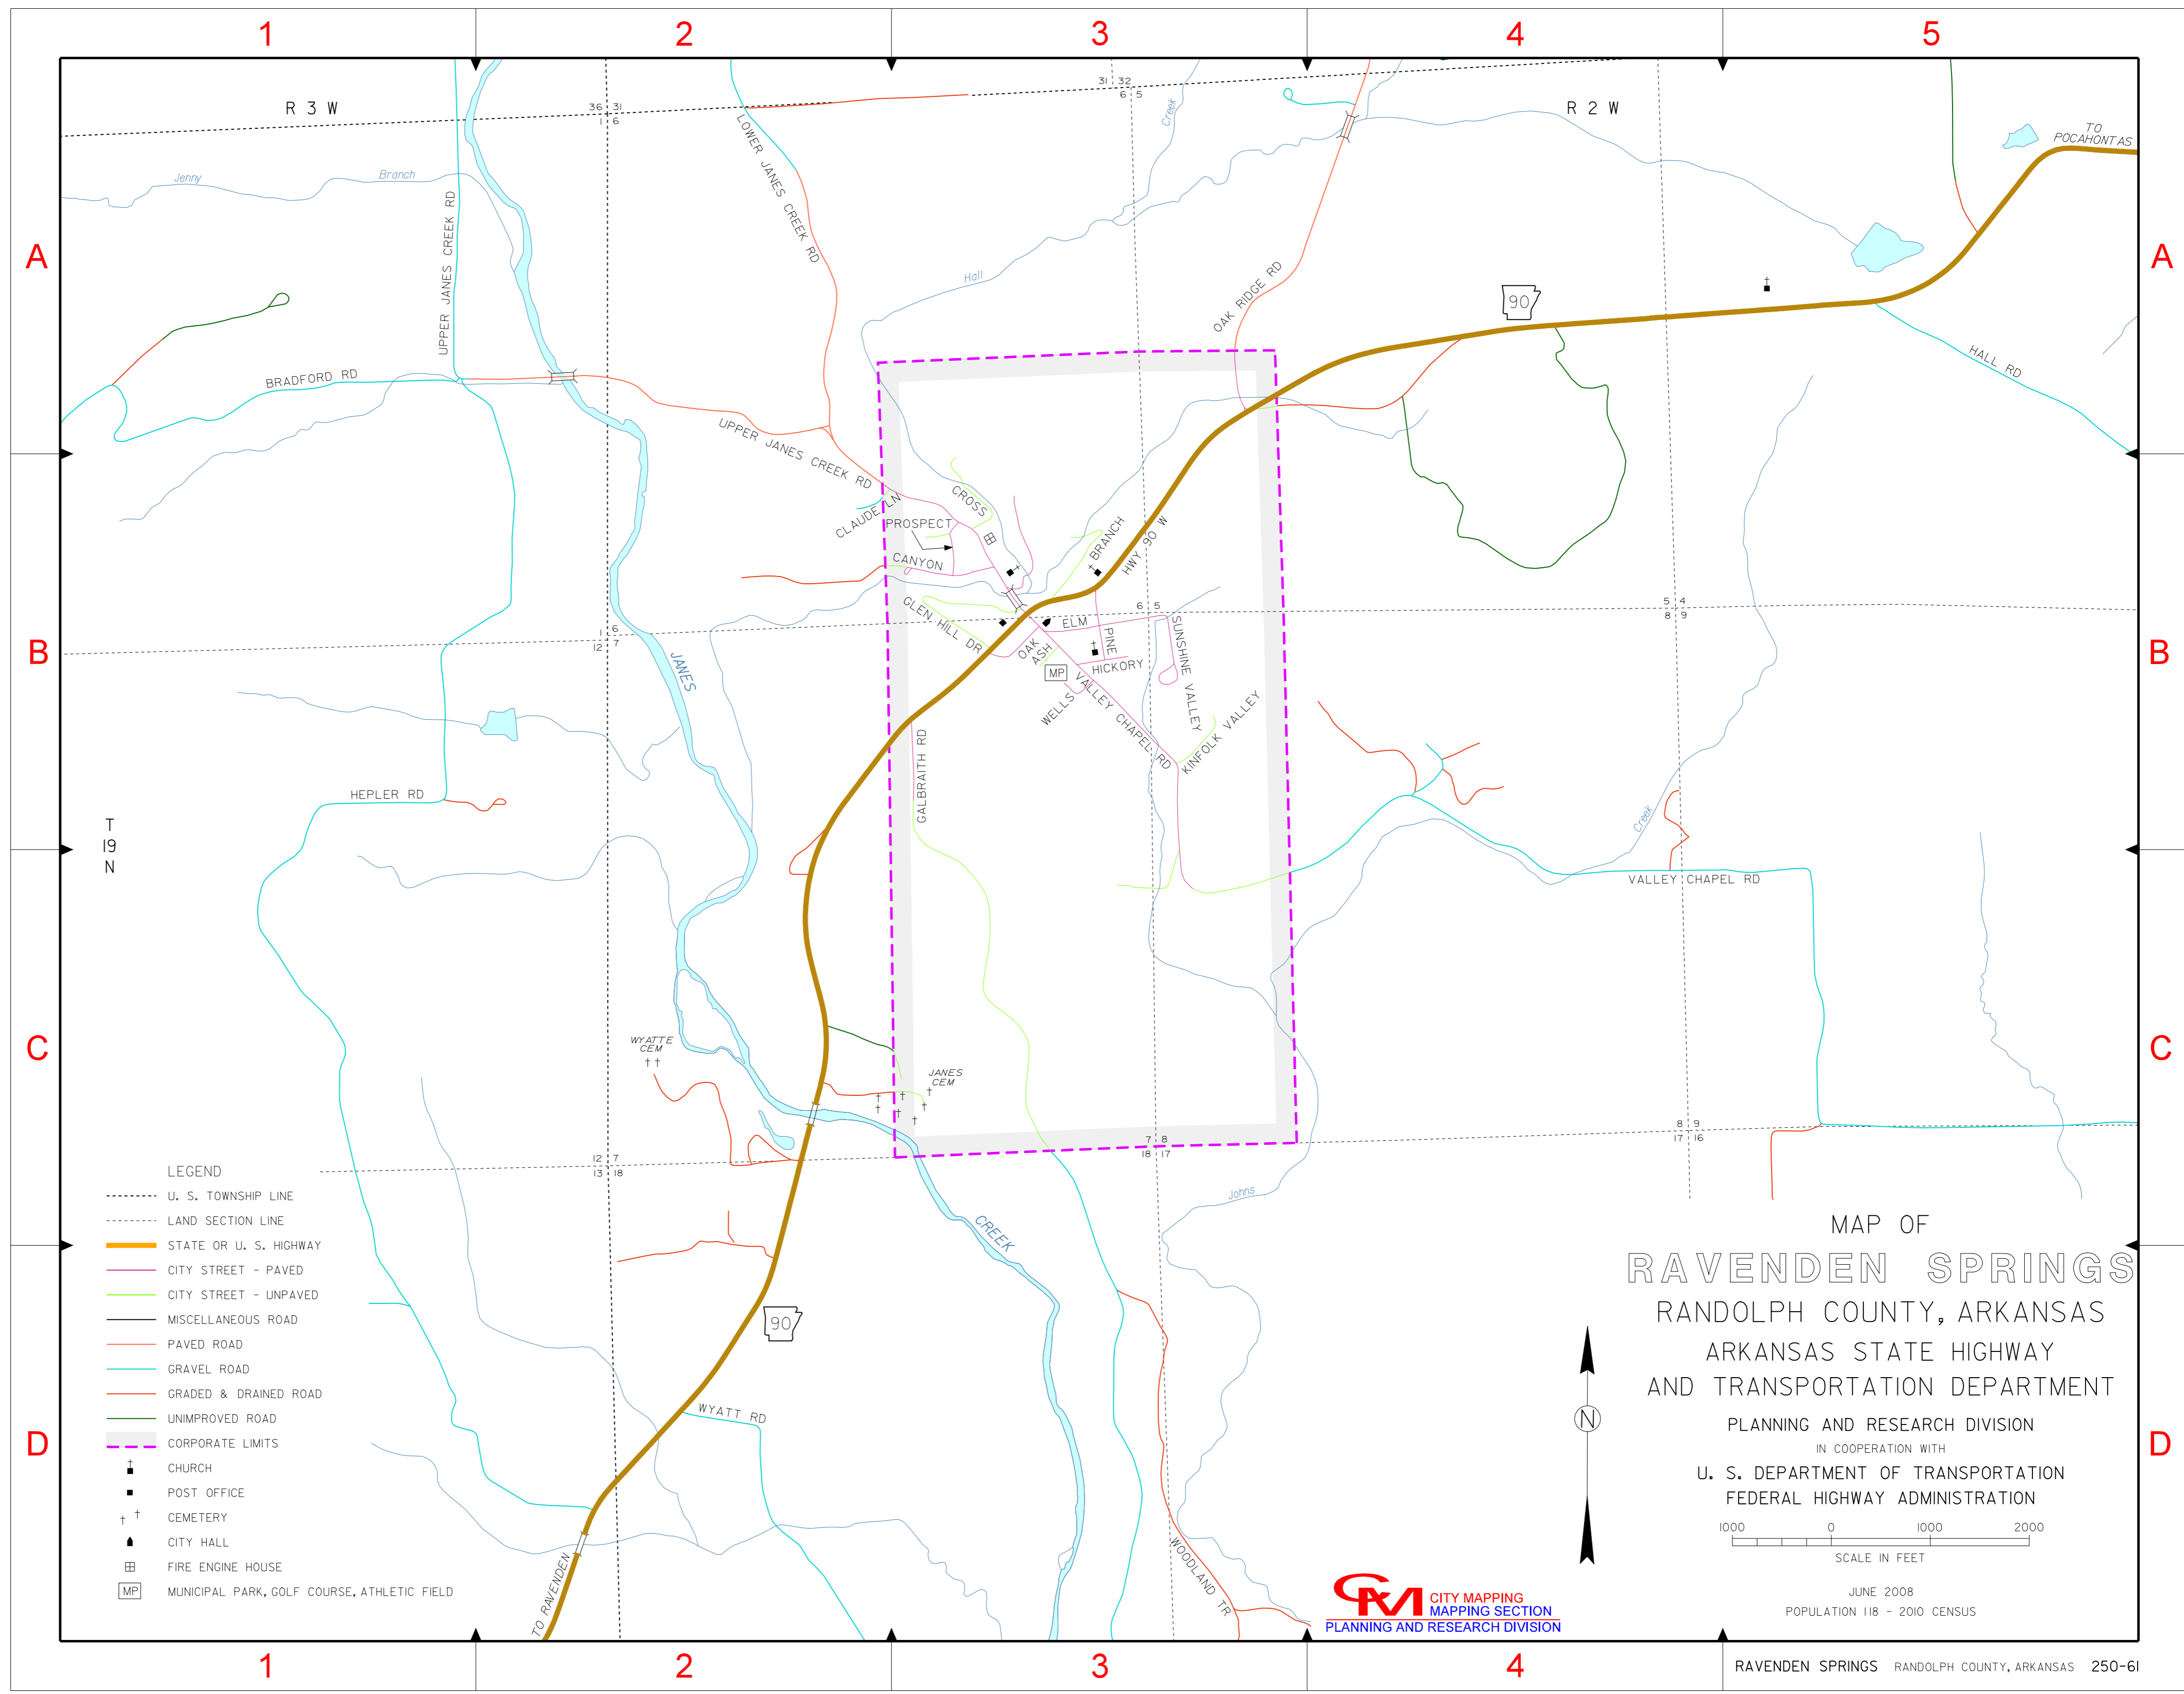 1 2 3 4 5
A
A
B
B
C
C
D
D
R 3 W
R 2 W
36 31
1 6
31 32
6 5
TO
POCAHONTAS
Creek
Jenny Branch
UPPER JANES CREEK RD
LOWER JANES CREEK RD
Hall
OAK RIDGE RD
90
HALL RD
BRADFORD RD
UPPER JANES CREEK RD
CLAUDE LN
CROSS
PROSPECT
CANYON
BRANCH
HWY 90 W
GLEN HILL DR
OAK
ASH
ELM
PINE
HICKORY
MP
WELLS
VALLEY CHAPEL RD
SUNSHINE VALLEY
KINFOLK VALLEY
6 5
5 4
8 9
1 6
12 7
JANES
GALBRAITH RD
HEPLER RD
T
19
N
Creek
VALLEY CHAPEL RD
WYATTE
CEM
JANES
CEM
12 7
13 18
7 8
18 17
8 9
17 16
Johns
CREEK
90
WYATT RD
WOODLAND TR
TO RAVENDEN
LEGEND
U. S. TOWNSHIP LINE
LAND SECTION LINE
STATE OR U. S. HIGHWAY
CITY STREET - PAVED
CITY STREET - UNPAVED
MISCELLANEOUS ROAD
PAVED ROAD
GRAVEL ROAD
GRADED & DRAINED ROAD
UNIMPROVED ROAD
CORPORATE LIMITS
CHURCH
POST OFFICE
CEMETERY
CITY HALL
FIRE ENGINE HOUSE
MP MUNICIPAL PARK, GOLF COURSE, ATHLETIC FIELD
MAP OF
RAVENDEN SPRINGS
RANDOLPH COUNTY, ARKANSAS
ARKANSAS STATE HIGHWAY
AND TRANSPORTATION DEPARTMENT
PLANNING AND RESEARCH DIVISION
IN COOPERATION WITH
U. S. DEPARTMENT OF TRANSPORTATION
FEDERAL HIGHWAY ADMINISTRATION
1000 0 1000 2000
SCALE IN FEET
JUNE 2008
POPULATION 118 - 2010 CENSUS
N
CM
CITY MAPPING
MAPPING SECTION
PLANNING AND RESEARCH DIVISION
1 2 3 4
RAVENDEN SPRINGS RANDOLPH COUNTY, ARKANSAS 250-61